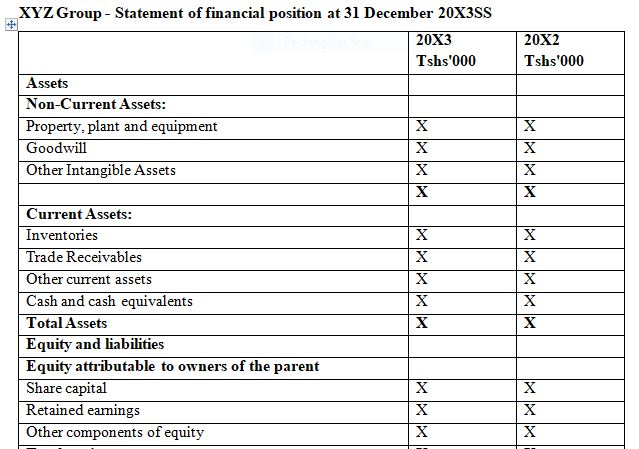 XYZ Group - Statement of financial position at 31 December 20X3SS
20X3 20X2
Tshs'000 Tshs'000
Assets
Non-Current Assets:
Property, plant and equipment X X
Goodwill X X
Other Intangible Assets X X
X X
Current Assets:
Inventories X X
Trade Receivables X X
Other current assets X X
Cash and cash equivalents X X
Total Assets X X
Equity and liabilities
Equity attributable to owners of the parent
Share capital X X
Retained earnings X X
Other components of equity X X